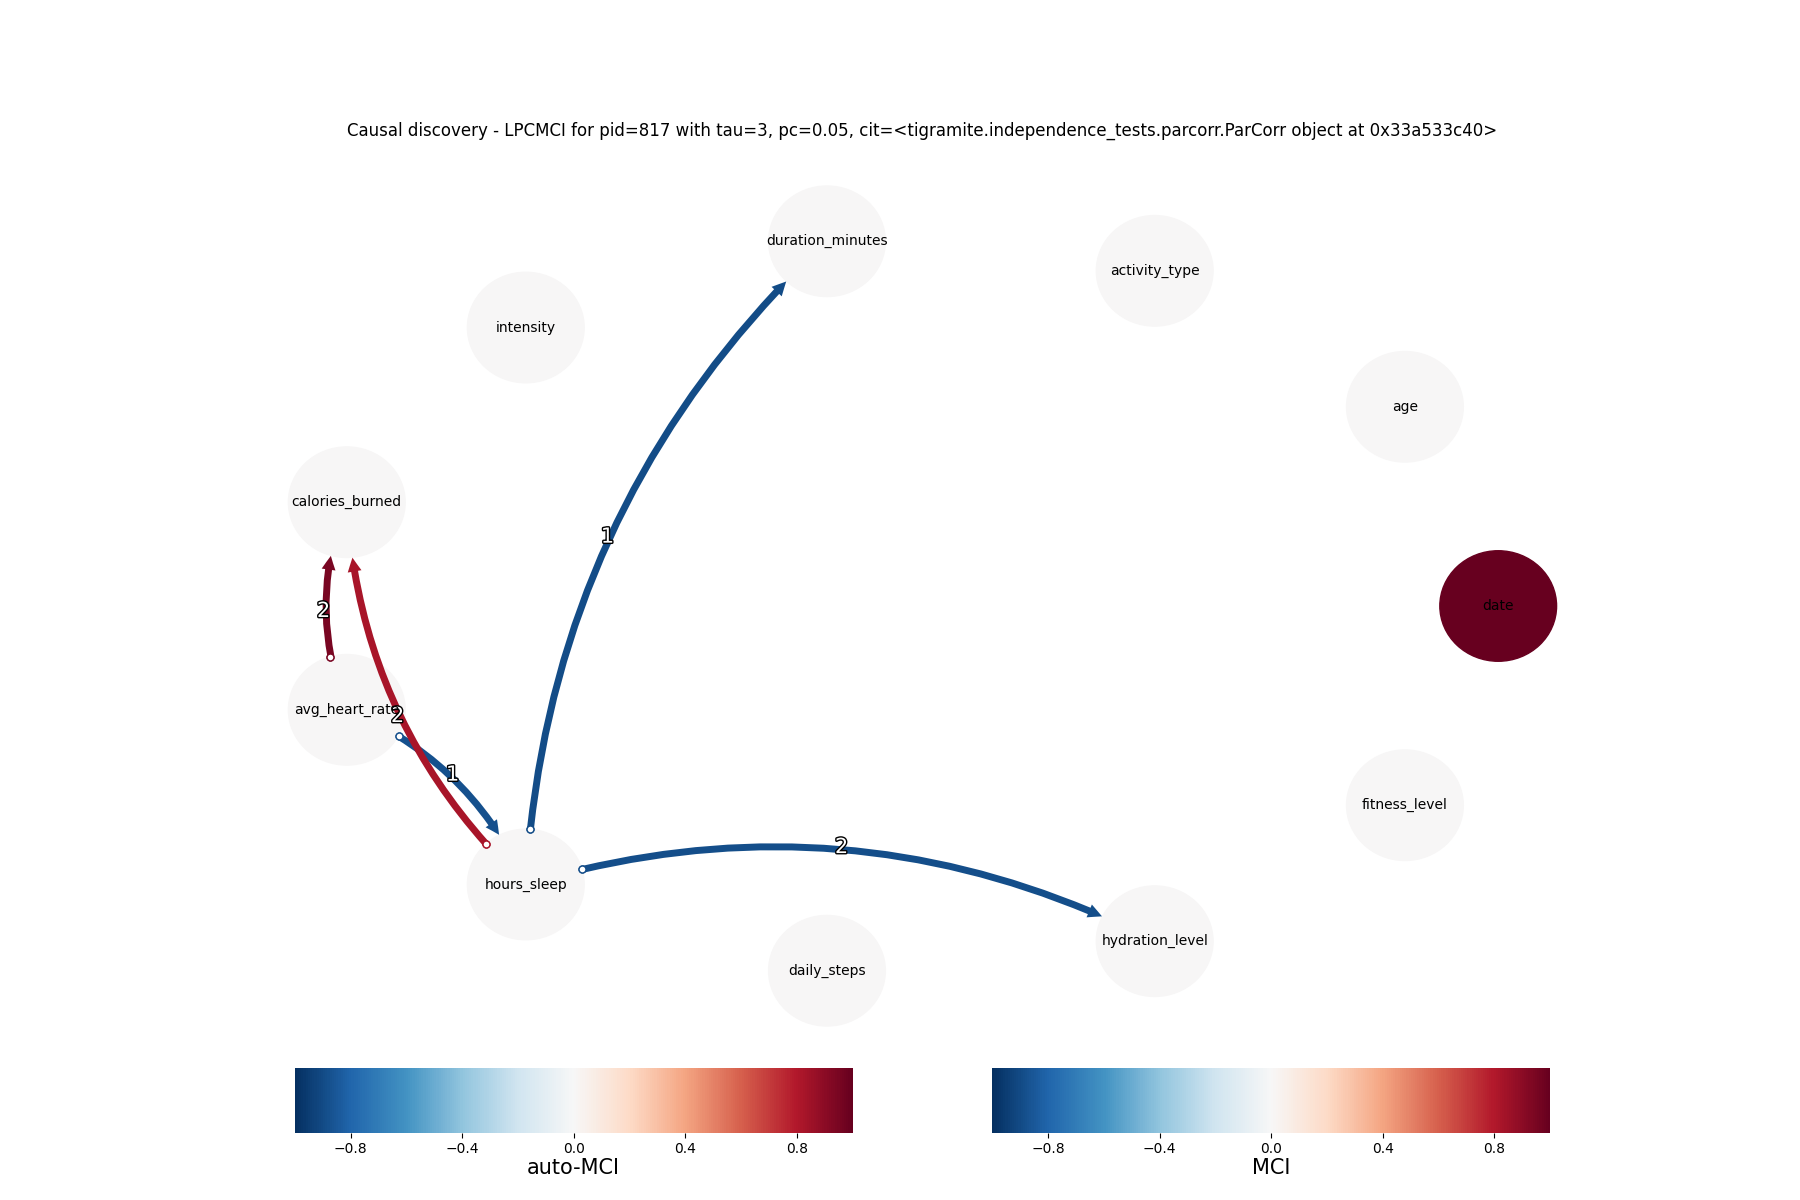 Causal discovery - LPCMCI for pid=817 with tau=3, pc=0.05, cit=<tigramite.independence_tests.parcorr.ParCorr object at 0x33a533c40>
duration_minutes
activity_type
intensity
age
calories_burned
1
date
2
avg_heart_rate
2
1
fitness_level
2
hours_sleep
hydration_level
daily_steps
−0.8 −0.4 0.0 0.4 0.8
auto-MCI
−0.8 −0.4 0.0 0.4 0.8
MCI